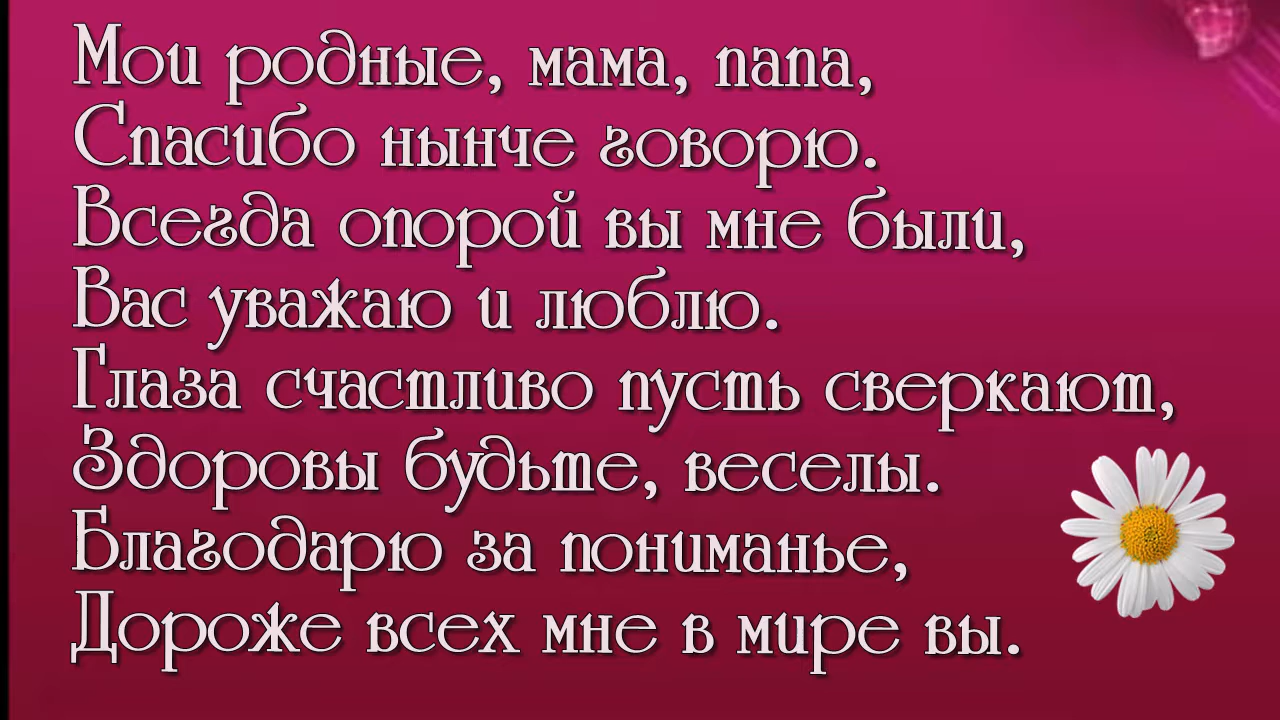 Мои родные, мама, папа,
Спасибо нынче говорю.
Всегда опорой вы мне были,
Вас уважаю и люблю.
Глаза счастливо пусть сверкают,
Здоровы будьте, веселы.
Благодарю за пониманье,
Дороже всех мне в мире вы.